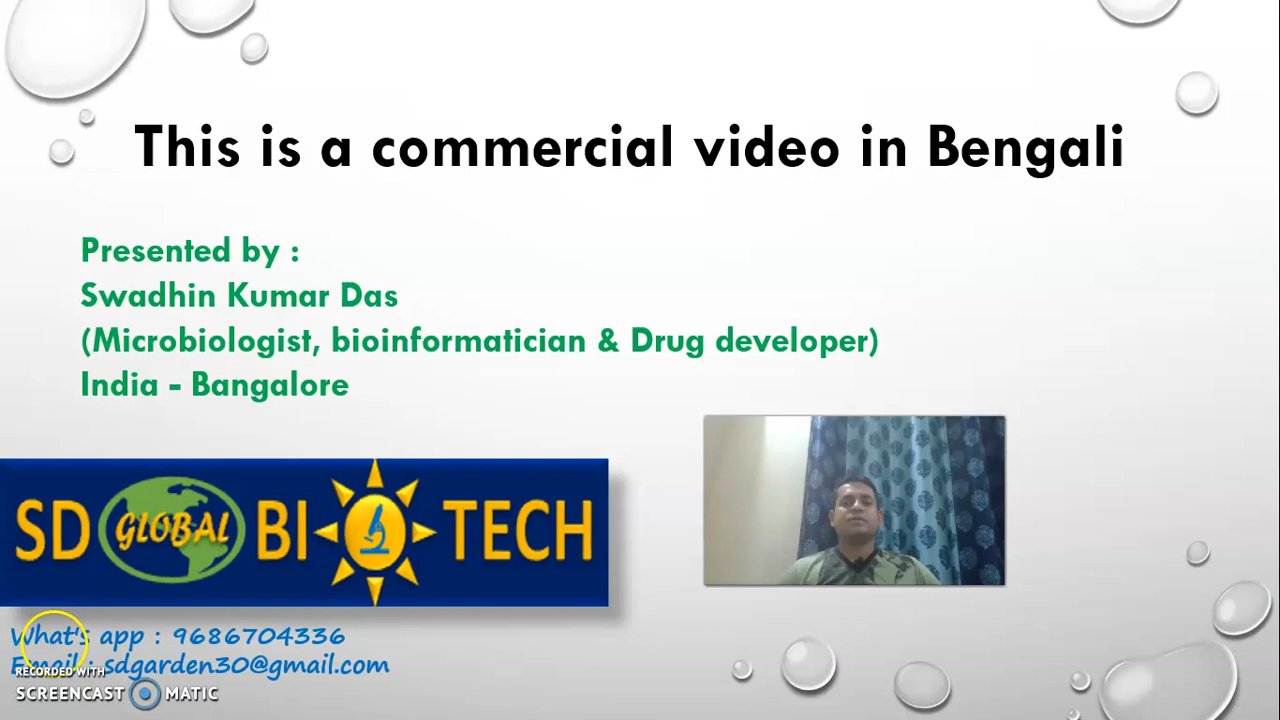 This is a commercial video in Bengali
Presented by :
Swadhin Kumar Das
(Microbiologist, bioinformatician & Drug developer)
India - Bangalore
SD GLOBAL BI TECH
What's app : 9686704336
Email : sdgarden30@gmail.com
RECORDED WITH
SCREENCAST MATIC